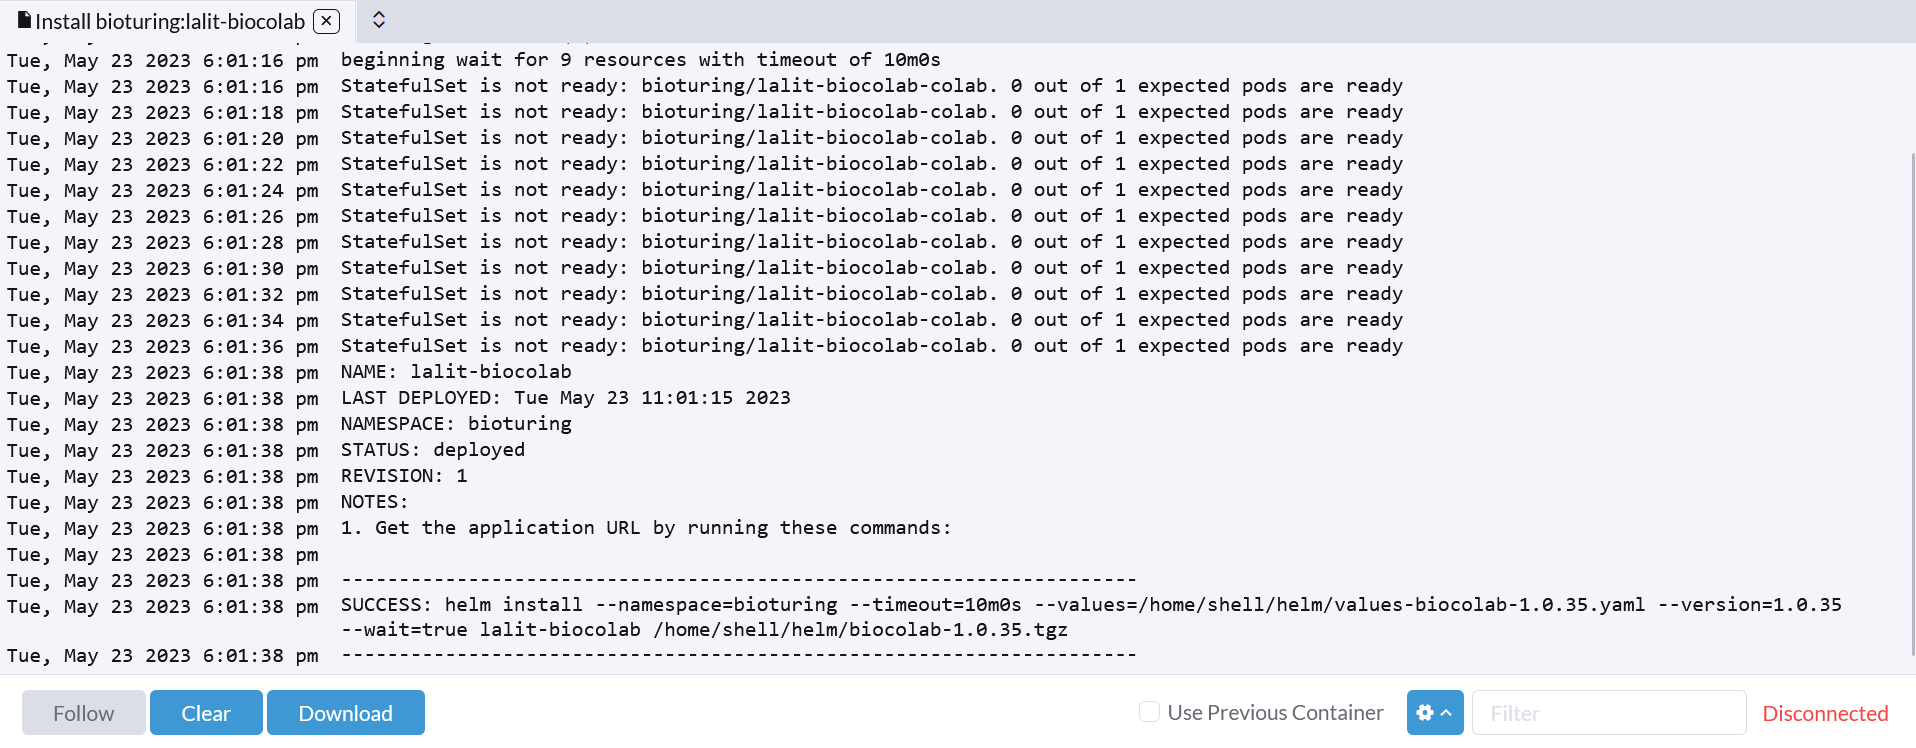 Install bioturing:lalit-biocolab
Tue, May 23 2023 6:01:16 pm beginning wait for 9 resources with timeout of 10m0s
Tue, May 23 2023 6:01:16 pm StatefulSet is not ready: bioturing/lalit-biocolab-colab. 0 out of 1 expected pods are ready
Tue, May 23 2023 6:01:18 pm StatefulSet is not ready: bioturing/lalit-biocolab-colab. 0 out of 1 expected pods are ready
Tue, May 23 2023 6:01:20 pm StatefulSet is not ready: bioturing/lalit-biocolab-colab. 0 out of 1 expected pods are ready
Tue, May 23 2023 6:01:22 pm StatefulSet is not ready: bioturing/lalit-biocolab-colab. 0 out of 1 expected pods are ready
Tue, May 23 2023 6:01:24 pm StatefulSet is not ready: bioturing/lalit-biocolab-colab. 0 out of 1 expected pods are ready
Tue, May 23 2023 6:01:26 pm StatefulSet is not ready: bioturing/lalit-biocolab-colab. 0 out of 1 expected pods are ready
Tue, May 23 2023 6:01:28 pm StatefulSet is not ready: bioturing/lalit-biocolab-colab. 0 out of 1 expected pods are ready
Tue, May 23 2023 6:01:30 pm StatefulSet is not ready: bioturing/lalit-biocolab-colab. 0 out of 1 expected pods are ready
Tue, May 23 2023 6:01:32 pm StatefulSet is not ready: bioturing/lalit-biocolab-colab. 0 out of 1 expected pods are ready
Tue, May 23 2023 6:01:34 pm StatefulSet is not ready: bioturing/lalit-biocolab-colab. 0 out of 1 expected pods are ready
Tue, May 23 2023 6:01:36 pm StatefulSet is not ready: bioturing/lalit-biocolab-colab. 0 out of 1 expected pods are ready
Tue, May 23 2023 6:01:38 pm NAME: lalit-biocolab
Tue, May 23 2023 6:01:38 pm LAST DEPLOYED: Tue May 23 11:01:15 2023
Tue, May 23 2023 6:01:38 pm NAMESPACE: bioturing
Tue, May 23 2023 6:01:38 pm STATUS: deployed
Tue, May 23 2023 6:01:38 pm REVISION: 1
Tue, May 23 2023 6:01:38 pm NOTES:
Tue, May 23 2023 6:01:38 pm 1. Get the application URL by running these commands:
Tue, May 23 2023 6:01:38 pm
Tue, May 23 2023 6:01:38 pm ---------------------------------------------------------------------
Tue, May 23 2023 6:01:38 pm SUCCESS: helm install --namespace=bioturing --timeout=10m0s --values=/home/shell/helm/values-biocolab-1.0.35.yaml --version=1.0.35
--wait=true lalit-biocolab /home/shell/helm/biocolab-1.0.35.tgz
Tue, May 23 2023 6:01:38 pm ---------------------------------------------------------------------
Follow Clear Download Use Previous Container Filter Disconnected